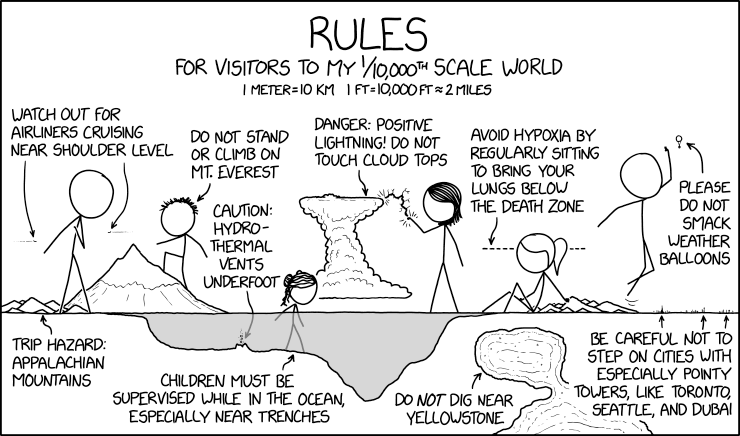 RULES
FOR VISITORS TO MY 1/10,000TH SCALE WORLD
1 METER=10 KM 1 FT=10,000 FT≈2 MILES
WATCH OUT FOR
AIRLINERS CRUISING
NEAR SHOULDER LEVEL
DO NOT STAND
OR CLIMB ON
MT. EVEREST
CAUTION:
HYDRO-
THERMAL
VENTS
UNDERFOOT
DANGER: POSITIVE
LIGHTNING! DO NOT
TOUCH CLOUD TOPS
AVOID HYPOXIA BY
REGULARLY SITTING
TO BRING YOUR
LUNGS BELOW
THE DEATH ZONE
PLEASE
DO NOT
SMACK
WEATHER
BALLOONS
TRIP HAZARD:
APPALACHIAN
MOUNTAINS
CHILDREN MUST BE
SUPERVISED WHILE IN THE OCEAN,
ESPECIALLY NEAR TRENCHES
DO NOT DIG NEAR
YELLOWSTONE
BE CAREFUL NOT TO
STEP ON CITIES WITH
ESPECIALLY POINTY
TOWERS, LIKE TORONTO,
SEATTLE, AND DUBAI